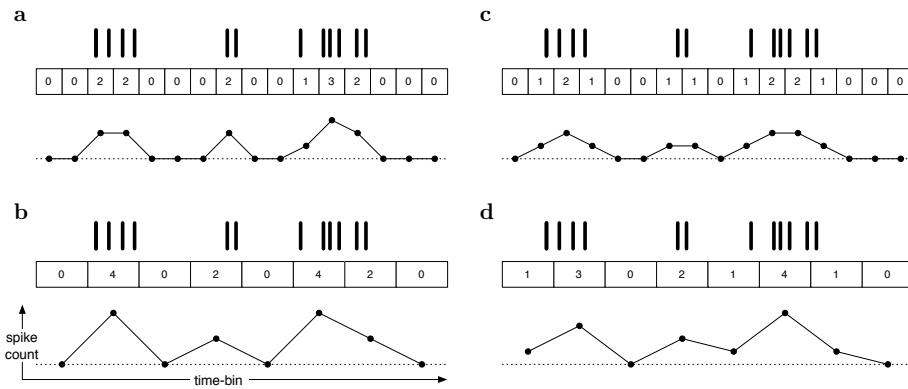 a
0 0 2 2 0 0 0 2 0 0 1 3 2 0 0 0
c
0 1 2 1 0 0 1 1 0 1 2 2 1 0 0 0
b
0 4 0 2 0 4 2 0
spike
count
time-bin
d
1 3 0 2 1 4 1 0